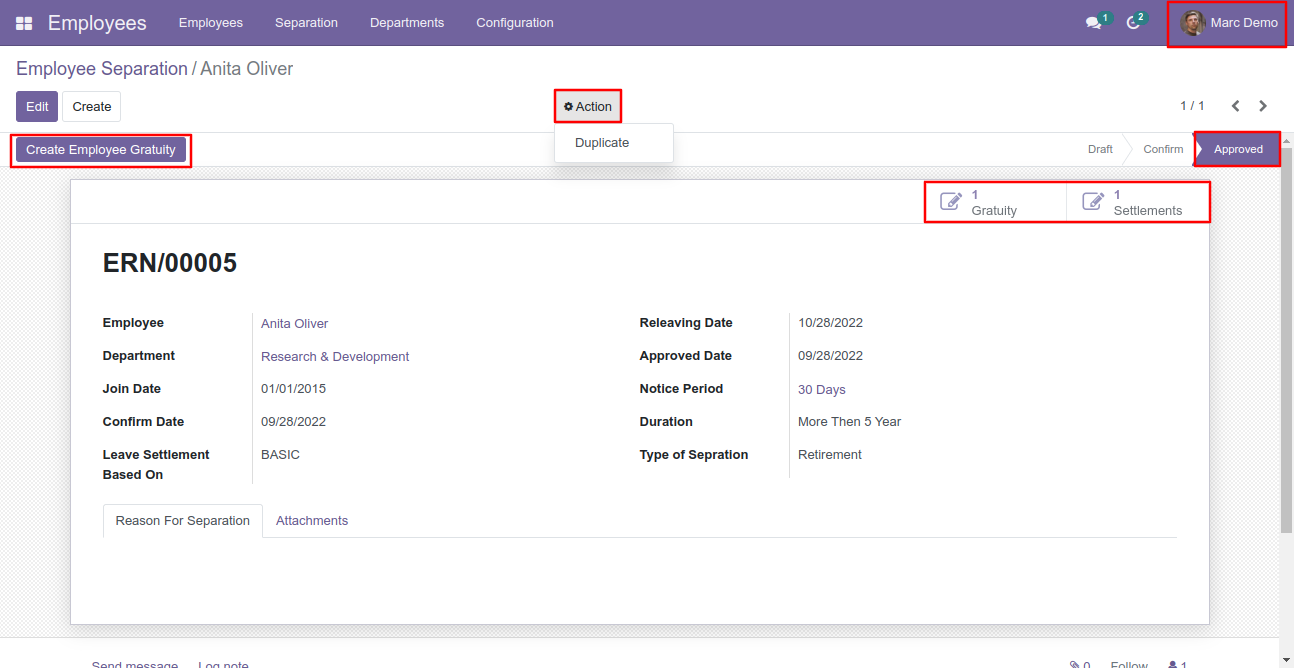 Employees Employees Separation Departments Configuration 1 2 Marc Demo
Employee Separation / Anita Oliver
Edit Create Action 1 / 1
Duplicate
Create Employee Gratuity Draft Confirm Approved
1 1
Gratuity Settlements
ERN/00005
Employee Anita Oliver Releaving Date 10/28/2022
Department Research & Development Approved Date 09/28/2022
Join Date 01/01/2015 Notice Period 30 Days
Confirm Date 09/28/2022 Duration More Then 5 Year
Leave Settlement BASIC Type of Sepration Retirement
Based On
Reason For Separation Attachments
Send message Log note 0 Follow 1